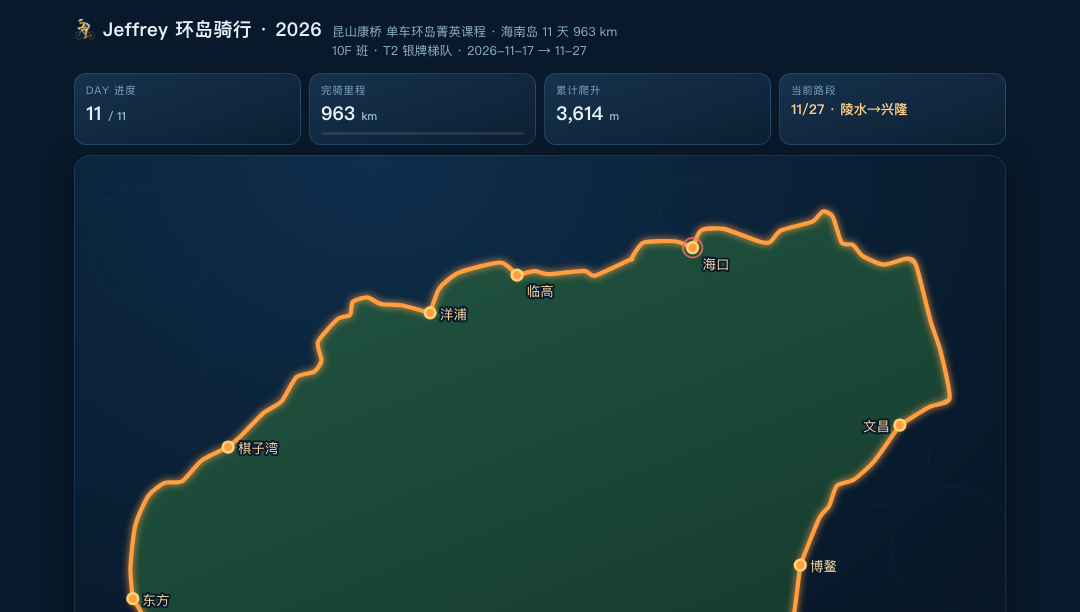 Jeffrey 环岛骑行 · 2026
昆山康桥 单车环岛菁英课程 · 海南岛 11 天 963 km
10F 班 · T2 银牌梯队 · 2026-11-17 → 11-27
DAY 进度
11 / 11
完骑里程
963 km
累计爬升
3,614 m
当前路段
11/27 · 陵水→兴隆
海口
临高
洋浦
文昌
棋子湾
博鳌
东方